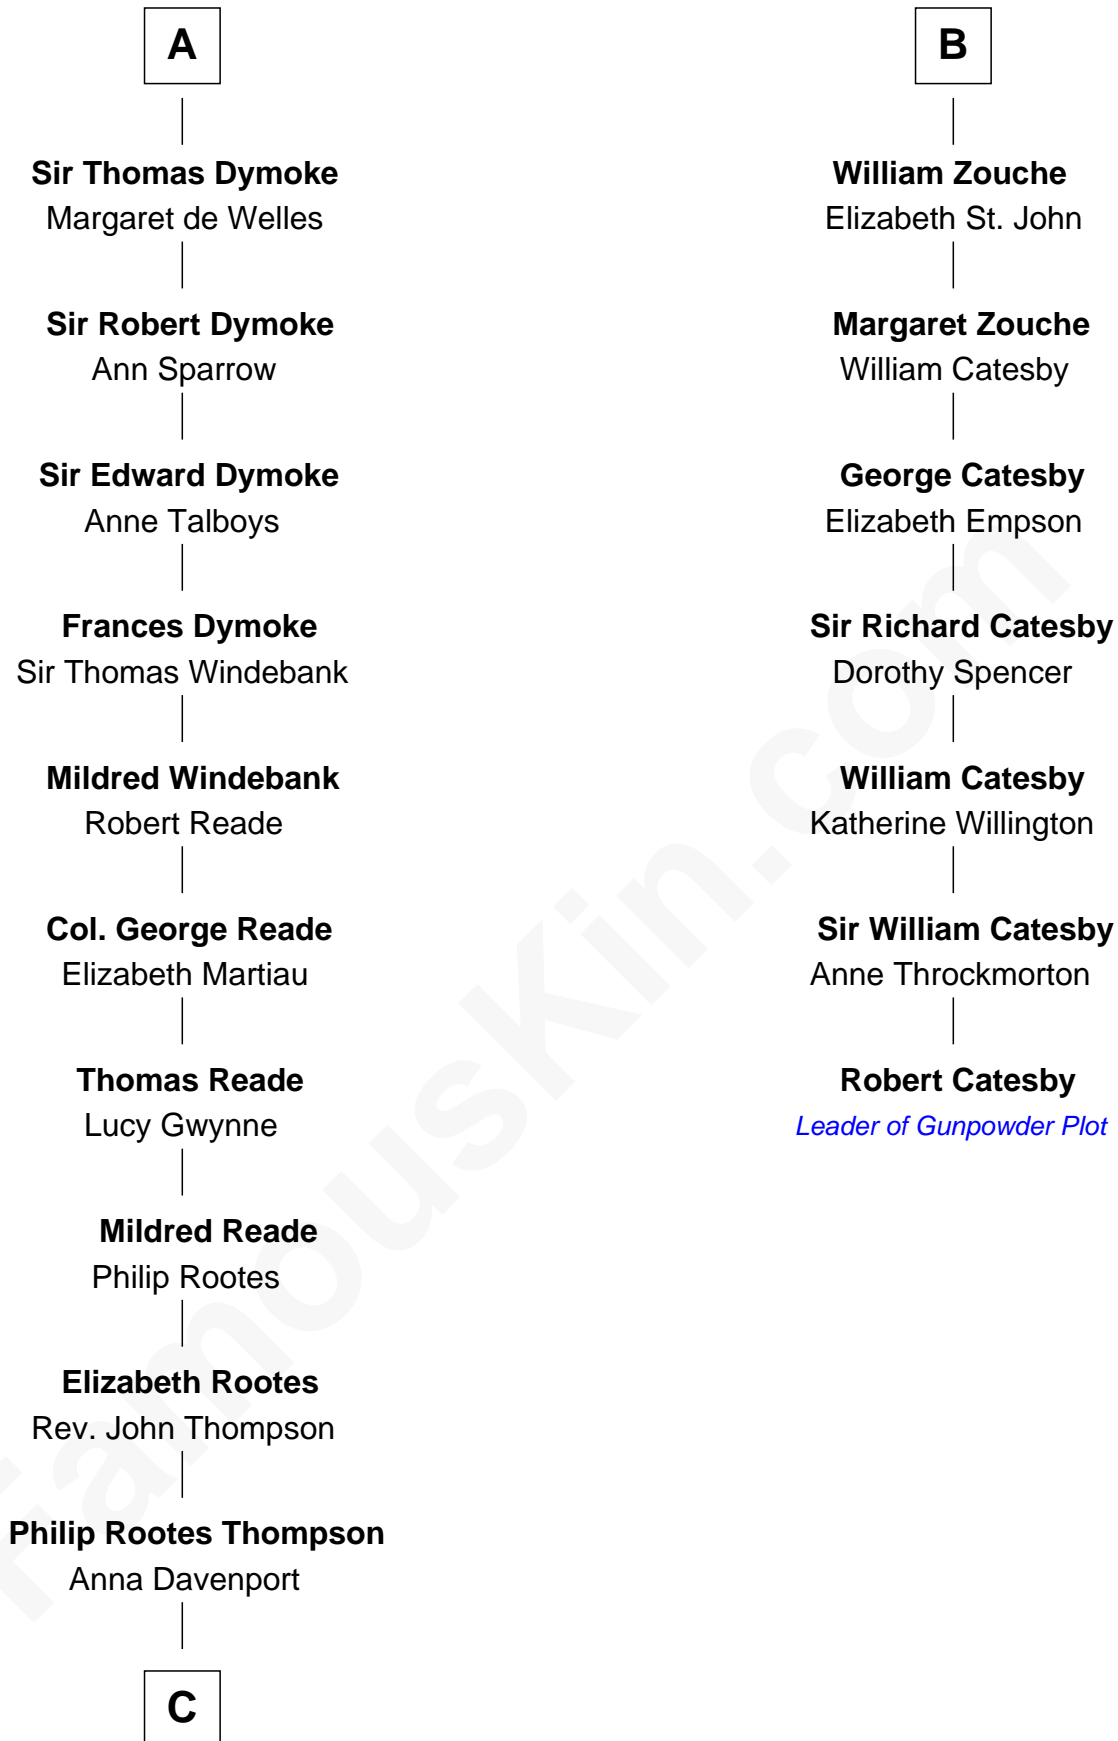 A
Sir Thomas Dymoke
Margaret de Welles
Sir Robert Dymoke
Ann Sparrow
Sir Edward Dymoke
Anne Talboys
Frances Dymoke
Sir Thomas Windebank
Mildred Windebank
Robert Reade
Col. George Reade
Elizabeth Martiau
Thomas Reade
Lucy Gwynne
Mildred Reade
Philip Rootes
Elizabeth Rootes
Rev. John Thompson
Philip Rootes Thompson
Anna Davenport
C
B
William Zouche
Elizabeth St. John
Margaret Zouche
William Catesby
George Catesby
Elizabeth Empson
Sir Richard Catesby
Dorothy Spencer
William Catesby
Katherine Willington
Sir William Catesby
Anne Throckmorton
Robert Catesby
Leader of Gunpowder Plot
FamousKin.com